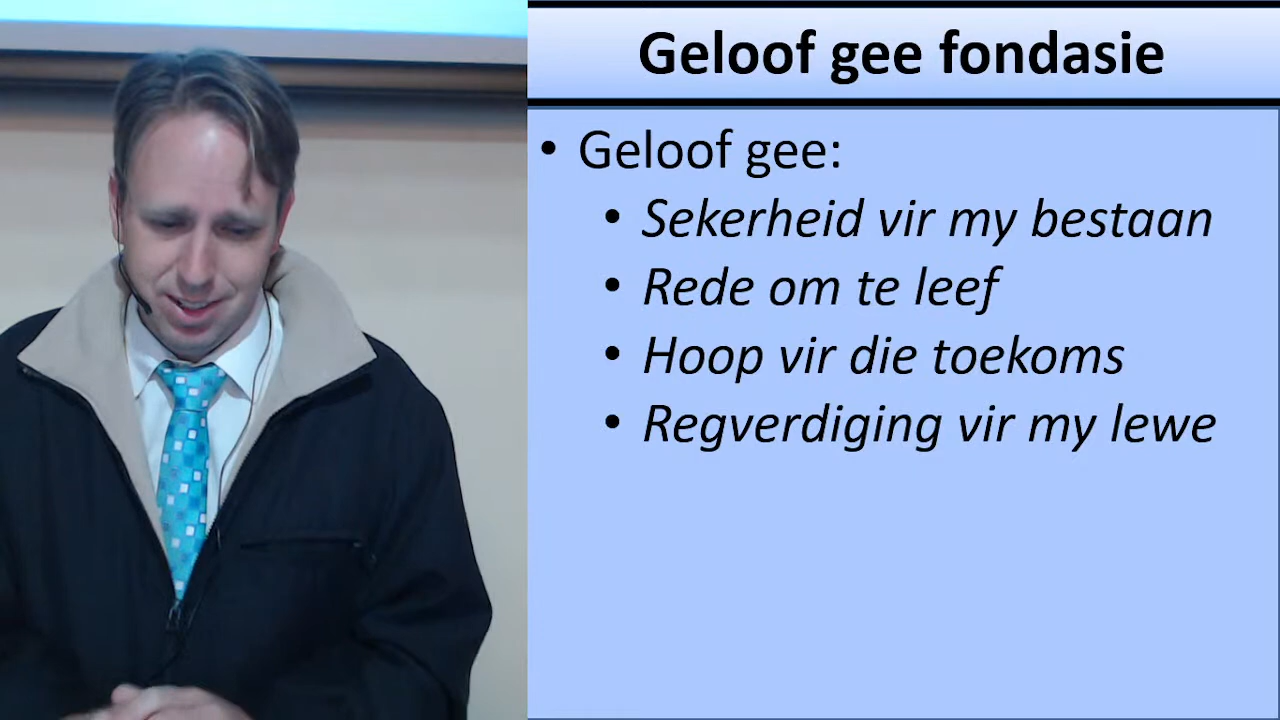 Geloof gee fondasie
• Geloof gee:
• Sekerheid vir my bestaan
• Rede om te leef
• Hoop vir die toekoms
• Regverdiging vir my lewe